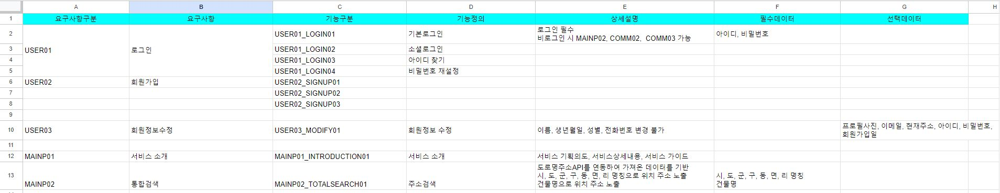 A B C D E F G H
1 요구사항구분 요구사항 기능구분 기능정의 상세설명 필수데이터 선택데이터
2 USER01_LOGIN01 기본로그인 로그인 필수 아이디, 비밀번호
비로그인 시 MAINP02, COMM02,  COMM03 가능
3 USER01 로그인 USER01_LOGIN02 소셜로그인
4 USER01_LOGIN03 아이디 찾기
5 USER01_LOGIN04 비밀번호 재설정
6 USER02 회원가입 USER02_SIGNUP01
7 USER02_SIGNUP02
8 USER02_SIGNUP03
9
10 USER03 회원정보수정 USER03_MODIFY01 회원정보 수정 이름, 생년월일, 성별, 전화번호 변경 불가 프로필사진, 이메일, 현재주소, 아이디, 비밀번호,
회원가입일
11
12 MAINP01 서비스 소개 MAINP01_INTRODUCTION01 서비스 소개 서비스 기획의도, 서비스상세내용, 서비스 가이드
도로명주소API를 연동하여 가져온 데이터를 기반
13 시, 도, 군, 구, 동, 면, 리 명칭으로 위치 주소 노출 시, 도, 군, 구, 동, 면, 리 명칭
MAINP02 통합검색 MAINP02_TOTALSEARCH01 주소검색 건물명으로 위치 주소 노출 건물명